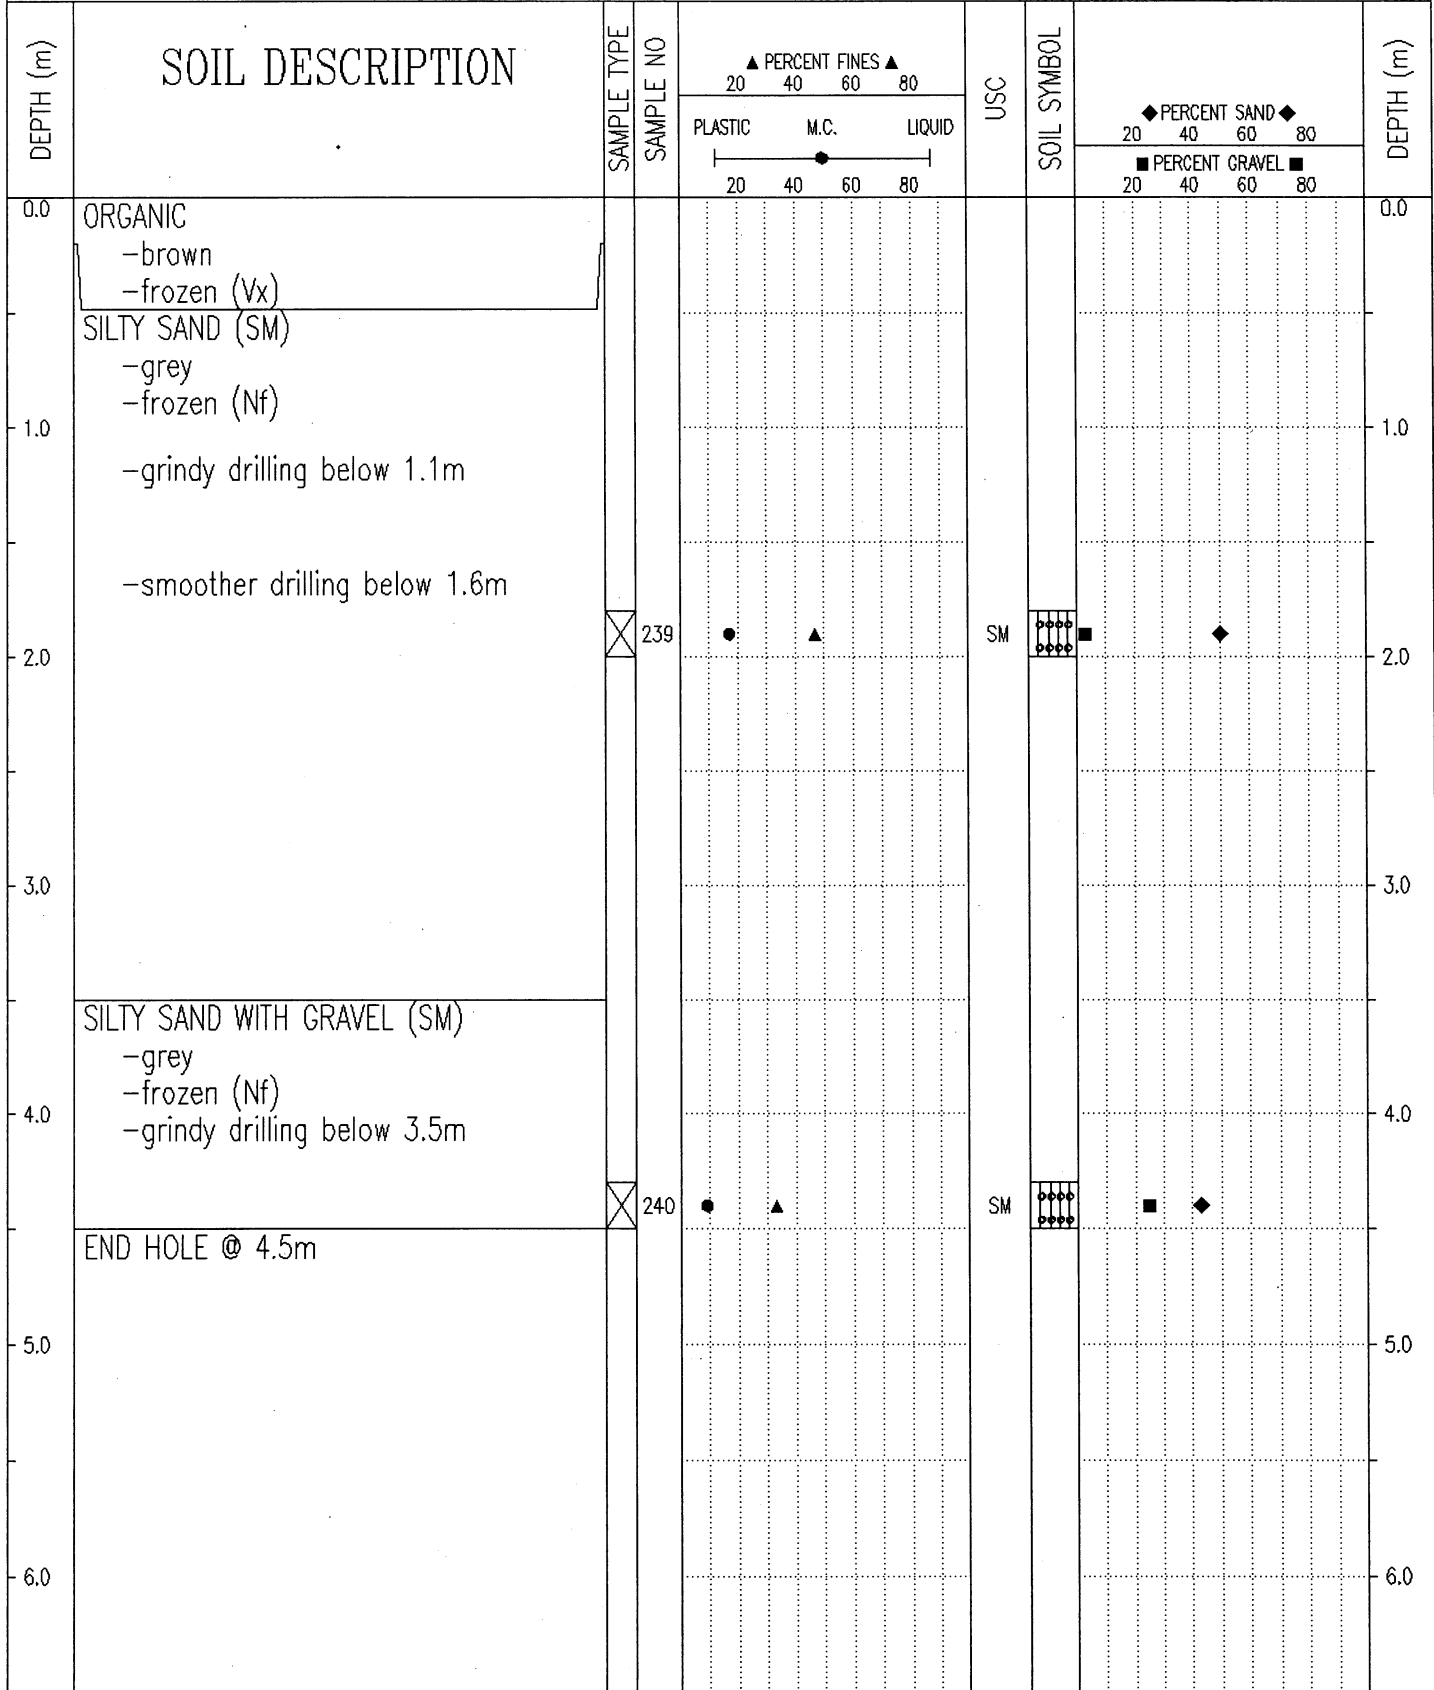 DEPTH (m)
SOIL DESCRIPTION
SAMPLE TYPE
SAMPLE NO
▲ PERCENT FINES ▲
20 40 60 80
PLASTIC M.C. LIQUID
20 40 60 80
USC
SOIL SYMBOL
◆ PERCENT SAND ◆
20 40 60 80
■ PERCENT GRAVEL ■
20 40 60 80
DEPTH (m)
0.0
ORGANIC
-brown
-frozen (Vx)
SILTY SAND (SM)
-grey
-frozen (Nf)
1.0
-grindy drilling below 1.1m
-smoother drilling below 1.6m
239
SM
2.0
3.0
SILTY SAND WITH GRAVEL (SM)
-grey
-frozen (Nf)
4.0
-grindy drilling below 3.5m
240
SM
END HOLE @ 4.5m
5.0
6.0
0.0
1.0
2.0
3.0
4.0
5.0
6.0